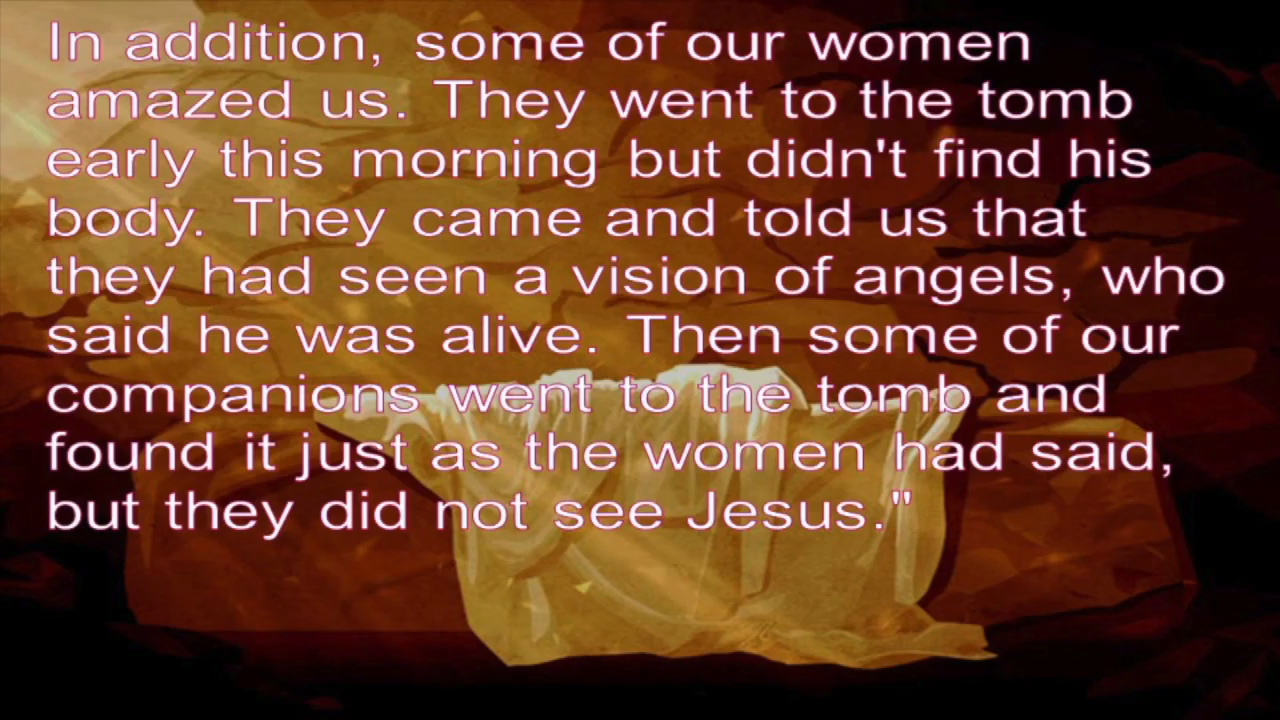 In addition, some of our women
amazed us. They went to the tomb
early this morning but didn't find his
body. They came and told us that
they had seen a vision of angels, who
said he was alive. Then some of our
companions went to the tomb and
found it just as the women had said,
but they did not see Jesus."